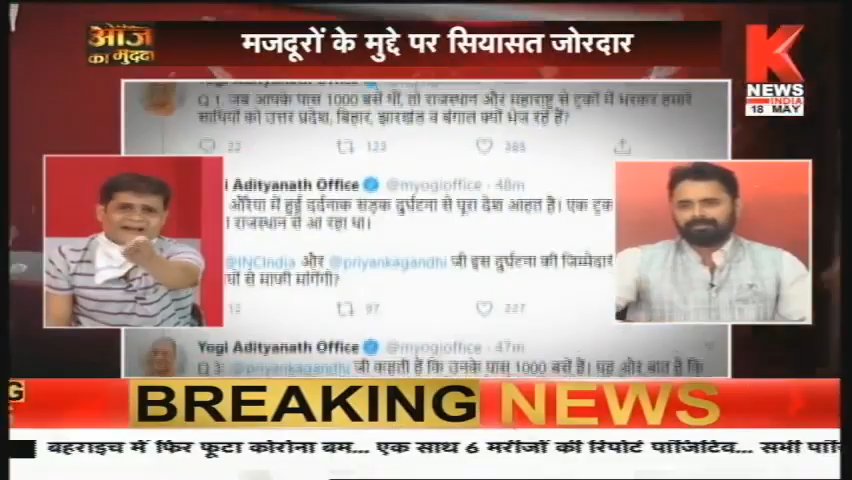 आज
का मुद्दा
मजदूरों के मुद्दे पर सियासत जोरदार
K
NEWS
INDIA
18 MAY
Yogi Adityanath Office
Q 1. जब आपके पास 1000 बसें थीं, तो राजस्थान और महाराष्ट्र से ट्रकों में भरकर हमारे
साथियों को उत्तर प्रदेश, बिहार, झारखंड व बंगाल क्यों भेज रहे हैं?
22 123 385
i Adityanath Office @myogioffice · 48m
औरैया में हुई दर्दनाक सड़क दुर्घटना से पूरा देश आहत है। एक ट्रक
राजस्थान से आ रहा था।
@INCIndia और @priyankagandhi जी इस दुर्घटना की जिम्मेदारी
से माफी मांगेंगी?
12 97 227
Yogi Adityanath Office @myogioffice · 47m
Q 3. @priyankagandhi जी कहती हैं कि उनके पास 1000 बसें हैं। यह और बात है कि
G
BREAKING NEWS
बहराइच में फिर फूटा कोरोना बम... एक साथ 6 मरीजों की रिपोर्ट पॉजिटिव... सभी